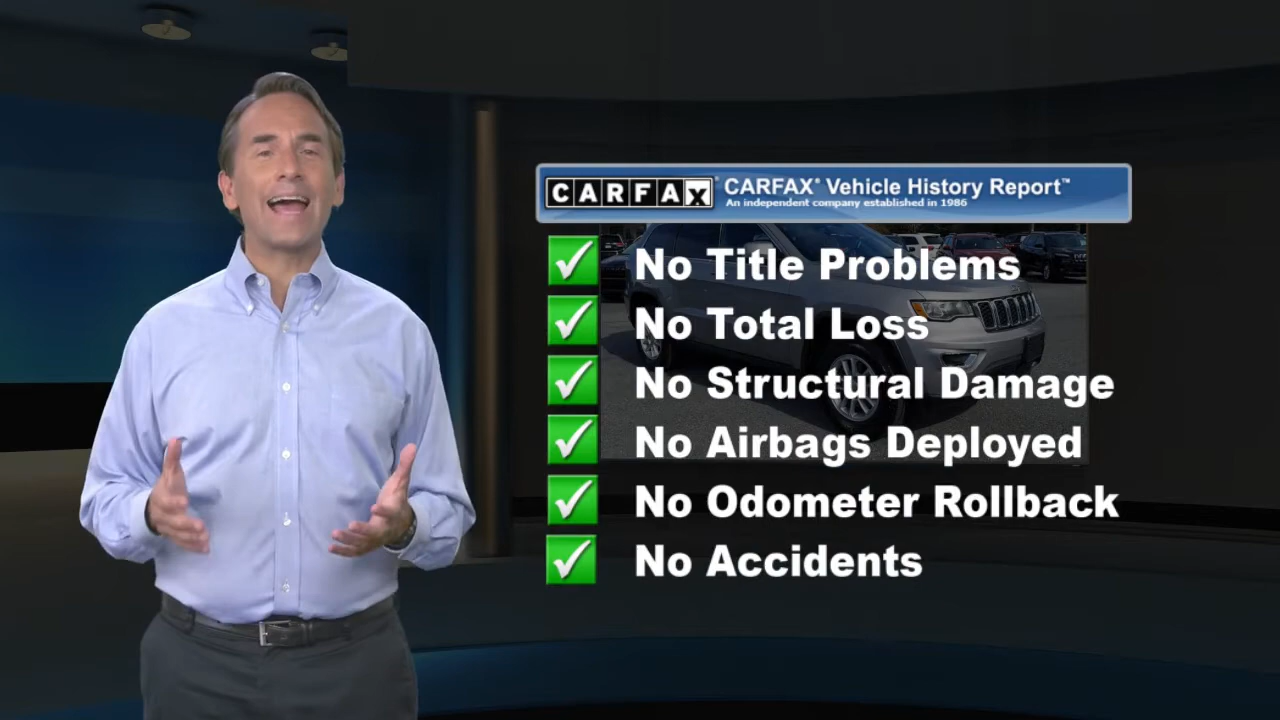 CARFAX® CARFAX® Vehicle History Report™
An independent company established in 1986
No Title Problems
No Total Loss
No Structural Damage
No Airbags Deployed
No Odometer Rollback
No Accidents